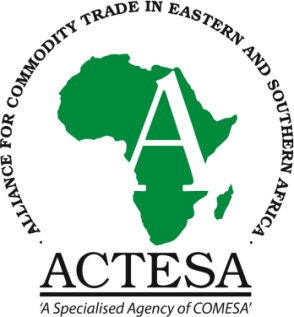 · ALLIANCE FOR COMMODITY TRADE IN EASTERN AND SOUTHERN AFRICA ·
A
ACTESA
'A Specialised Agency of COMESA'